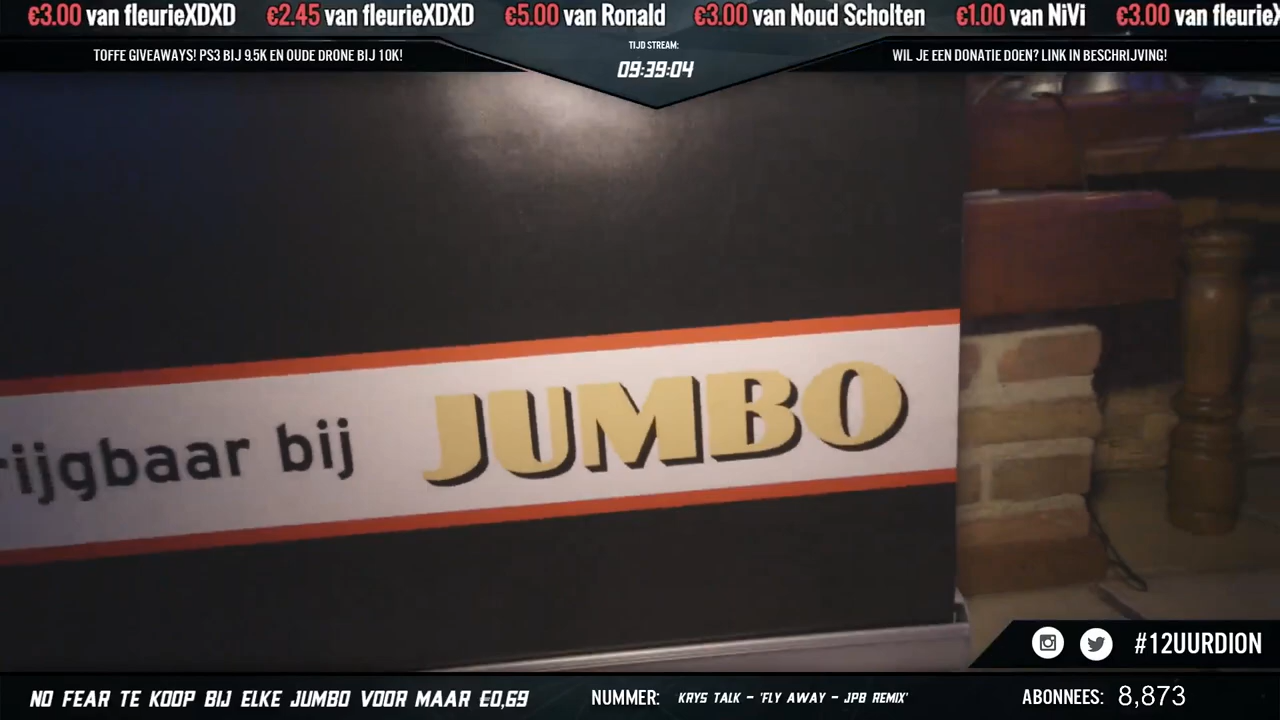 €3.00 van fleurieXDXD €2.45 van fleurieXDXD €5.00 van Ronald €3.00 van Noud Scholten €1.00 van NiVi €3.00 van fleurieX
TOFFE GIVEAWAYS! PS3 BIJ 9.5K EN OUDE DRONE BIJ 10K!
TIJD STREAM:
09:39:04
WIL JE EEN DONATIE DOEN? LINK IN BESCHRIJVING!
rijgbaar bij JUMBO
#12UURDION
NO FEAR TE KOOP BIJ ELKE JUMBO VOOR MAAR €0,69
NUMMER: KRYS TALK - 'FLY AWAY - JPB REMIX'
ABONNEES: 8,873